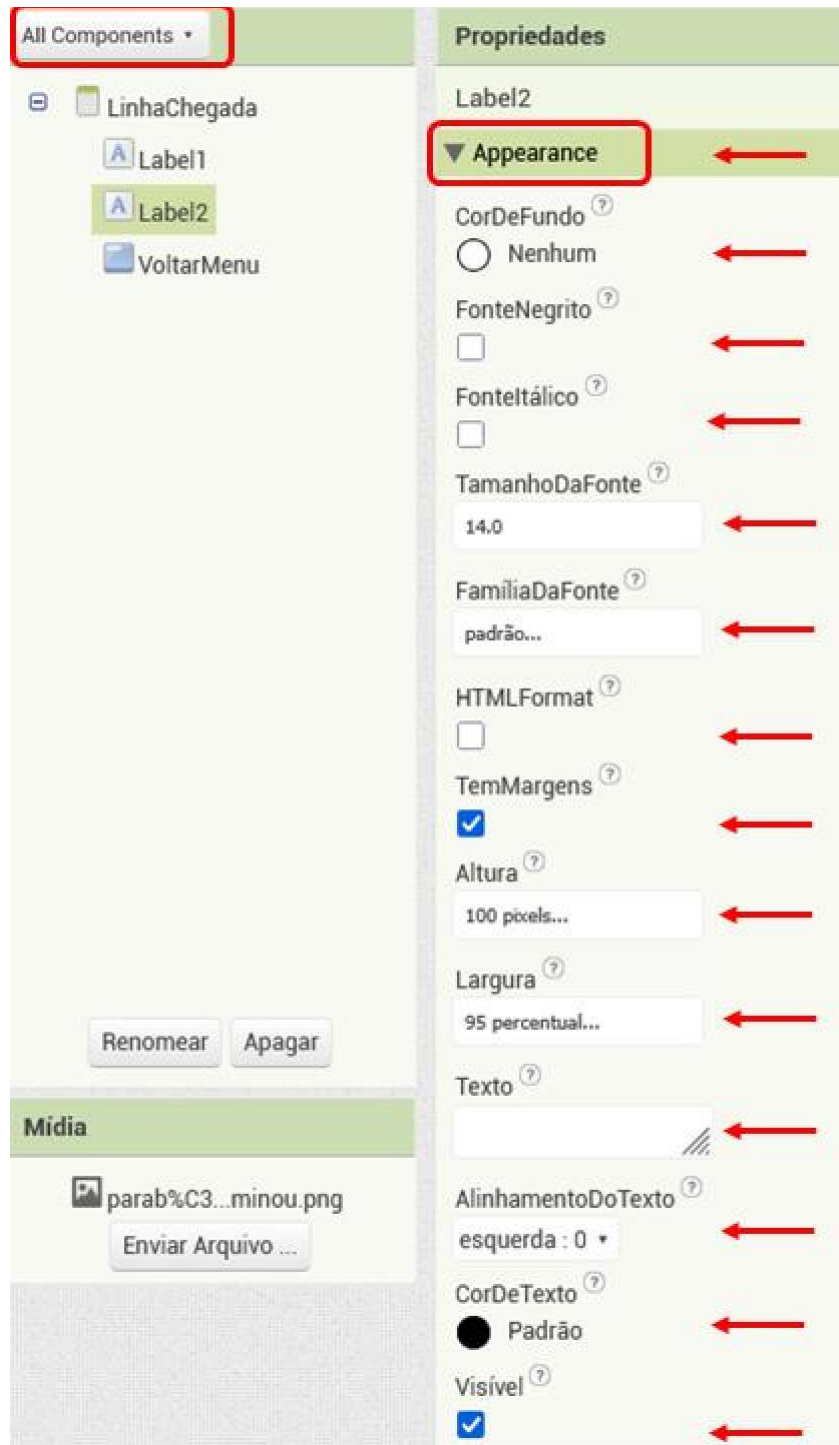 All Components
LinhaChegada
A Label1
A Label2
VoltarMenu
Renomear Apagar
Mídia
parab%C3...minou.png
Enviar Arquivo ...
Propriedades
Label2
Appearance
CorDeFundo ?
Nenhum
FonteNegrito ?
FonteItálico ?
TamanhoDaFonte ?
14.0
FamíliaDaFonte ?
padrão...
HTMLFormat ?
TemMargens ?
Altura ?
100 pixels...
Largura ?
95 percentual...
Texto ?
AlinhamentoDoTexto ?
esquerda : 0
CorDeTexto ?
Padrão
Visível ?